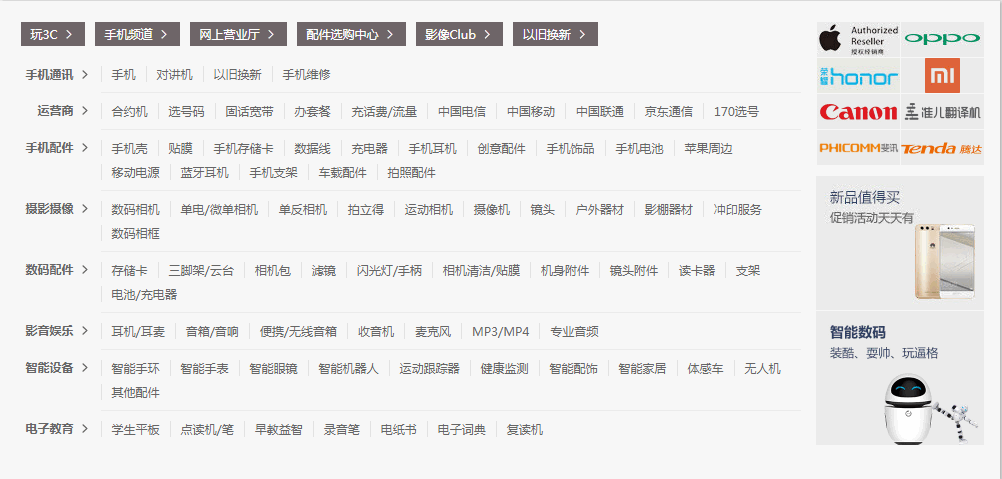 玩3C
手机频道
网上营业厅
配件选购中心
影像Club
以旧换新
手机通讯 手机 对讲机 以旧换新 手机维修
运营商 合约机 选号码 固话宽带 办套餐 充话费/流量 中国电信 中国移动 中国联通 京东通信 170选号
手机配件 手机壳 贴膜 手机存储卡 数据线 充电器 手机耳机 创意配件 手机饰品 手机电池 苹果周边
移动电源 蓝牙耳机 手机支架 车载配件 拍照配件
摄影摄像 数码相机 单电/微单相机 单反相机 拍立得 运动相机 摄像机 镜头 户外器材 影棚器材 冲印服务
数码相框
数码配件 存储卡 三脚架/云台 相机包 滤镜 闪光灯/手柄 相机清洁/贴膜 机身附件 镜头附件 读卡器 支架
电池/充电器
影音娱乐 耳机/耳麦 音箱/音响 便携/无线音箱 收音机 麦克风 MP3/MP4 专业音频
智能设备 智能手环 智能手表 智能眼镜 智能机器人 运动跟踪器 健康监测 智能配饰 智能家居 体感车 无人机
其他配件
电子教育 学生平板 点读机/笔 早教益智 录音笔 电纸书 电子词典 复读机
Authorized
Reseller
授权经销商
oppo
荣耀 honor
mi
Canon
准儿翻译机
PHICOMM斐讯
Tenda 腾达
新品值得买
促销活动天天有
智能数码
装酷、耍帅、玩逼格